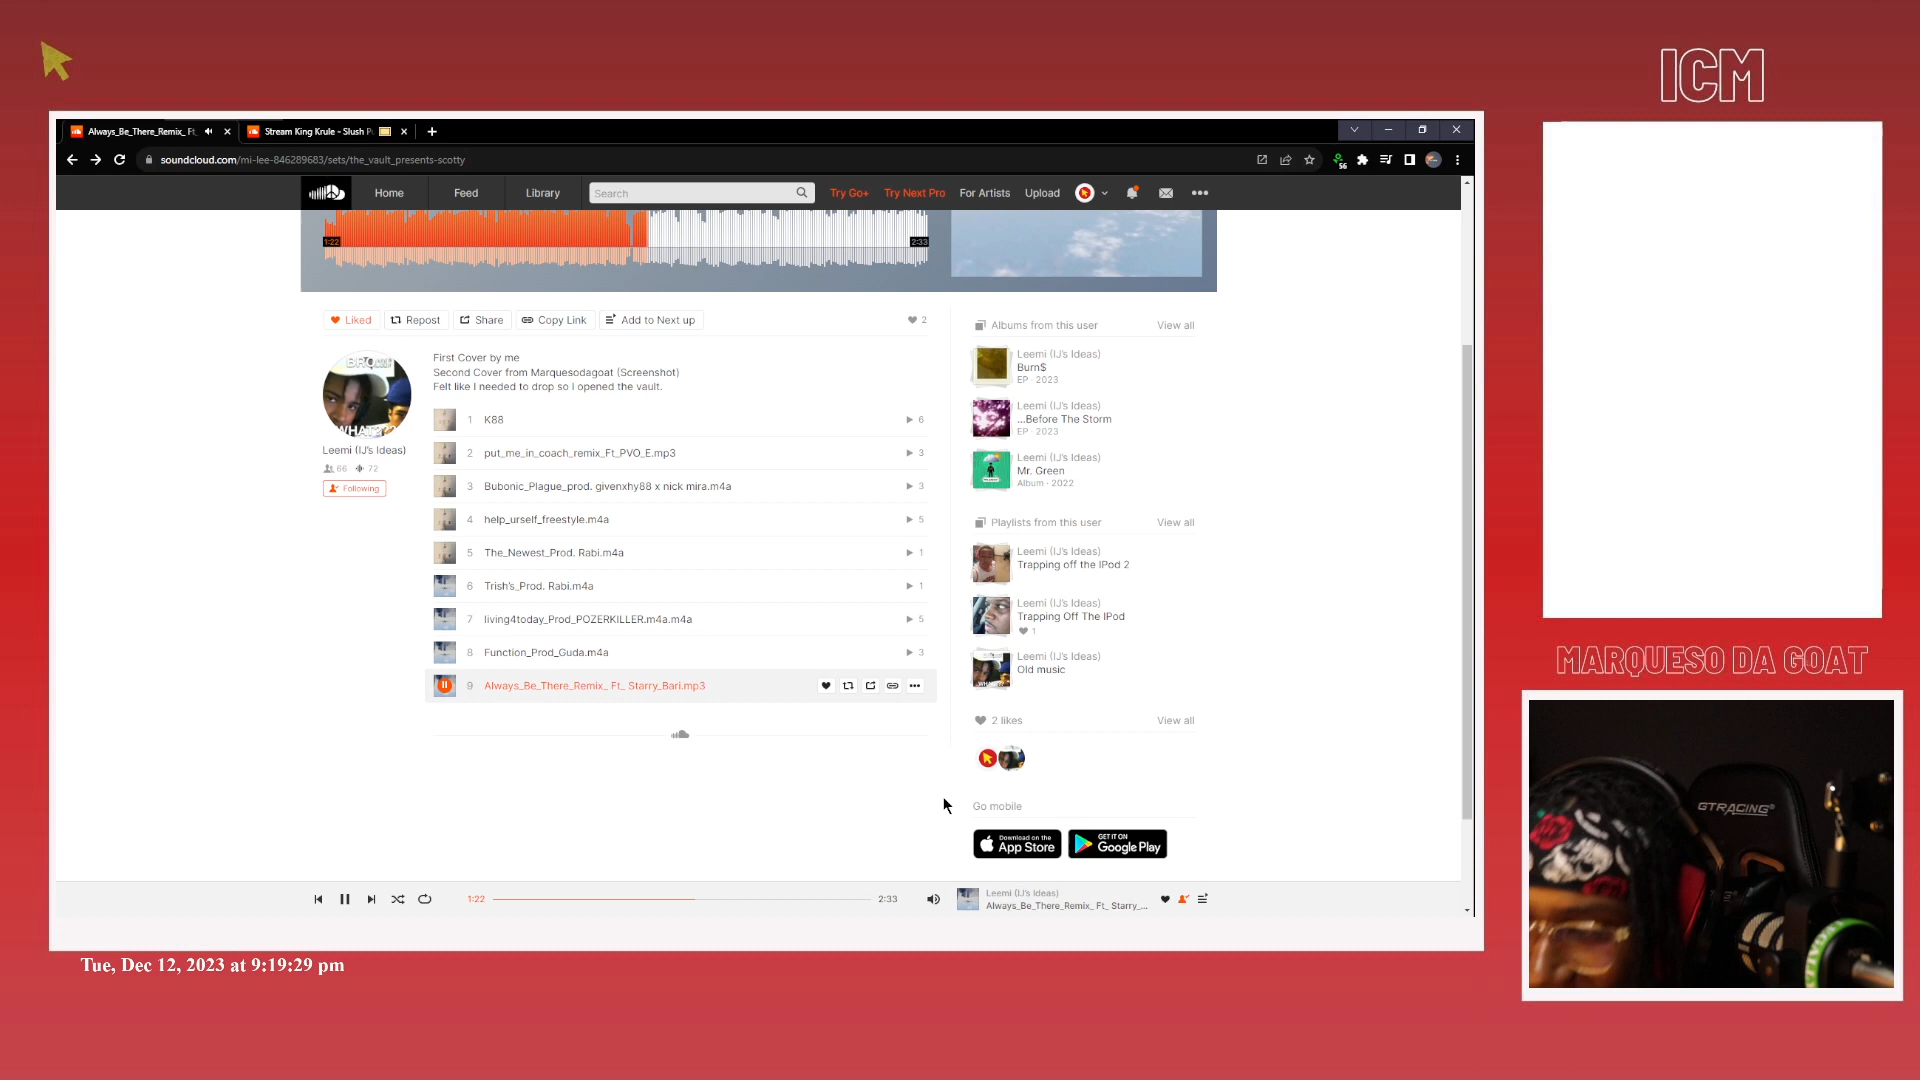 ICM
Always_Be_There_Remix_ Ft_
Stream King Krule - Slush Pu
soundcloud.com/mi-lee-846289683/sets/the_vault_presents-scotty
56
Home
Feed
Library
Search
Try Go+
Try Next Pro
For Artists
Upload
1:22
2:33
Liked
Repost
Share
Copy Link
Add to Next up
2
First Cover by me
Second Cover from Marquesodagoat (Screenshot)
Felt like I needed to drop so I opened the vault.
Leemi (IJ's Ideas)
66
72
Following
1 K88 6
2 put_me_in_coach_remix_Ft_PVO_E.mp3 3
3 Bubonic_Plague_prod. givenxhy88 x nick mira.m4a 3
4 help_urself_freestyle.m4a 5
5 The_Newest_Prod. Rabi.m4a 1
6 Trish's_Prod. Rabi.m4a 1
7 living4today_Prod_POZERKILLER.m4a.m4a 5
8 Function_Prod_Guda.m4a 3
9 Always_Be_There_Remix_ Ft_ Starry_Bari.mp3
Albums from this user View all
Leemi (IJ's Ideas)
Burn$
EP · 2023
Leemi (IJ's Ideas)
...Before The Storm
EP · 2023
Leemi (IJ's Ideas)
Mr. Green
Album · 2022
Playlists from this user View all
Leemi (IJ's Ideas)
Trapping off the IPod 2
Leemi (IJ's Ideas)
Trapping Off The IPod
1
Leemi (IJ's Ideas)
Old music
2 likes View all
Go mobile
Download on the
App Store
GET IT ON
Google Play
1:22
2:33
Leemi (IJ's Ideas)
Always_Be_There_Remix_ Ft_ Starry_...
Tue, Dec 12, 2023 at 9:19:29 pm
MARQUESO DA GOAT
GTRACING